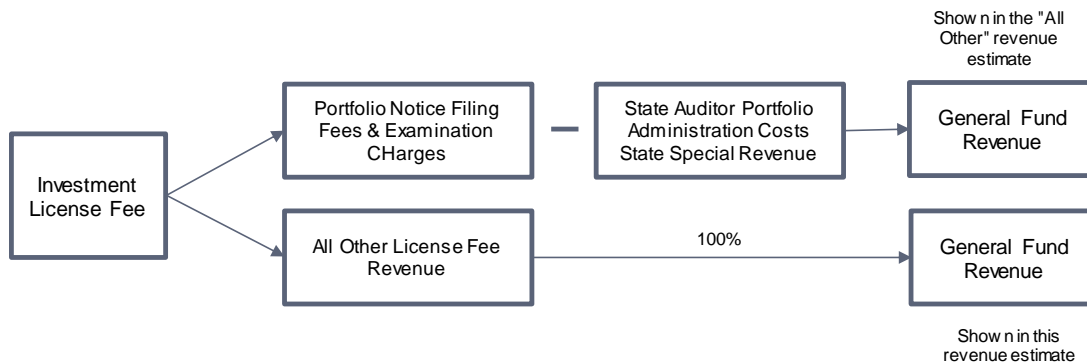 Shown in the "All
Other" revenue
estimate
Portfolio Notice Filing
Fees & Examination
CHarges
State Auditor Portfolio
Administration Costs
State Special Revenue
General Fund
Revenue
Investment
License Fee
All Other License Fee
Revenue
100%
General Fund
Revenue
Shown in this
revenue estimate